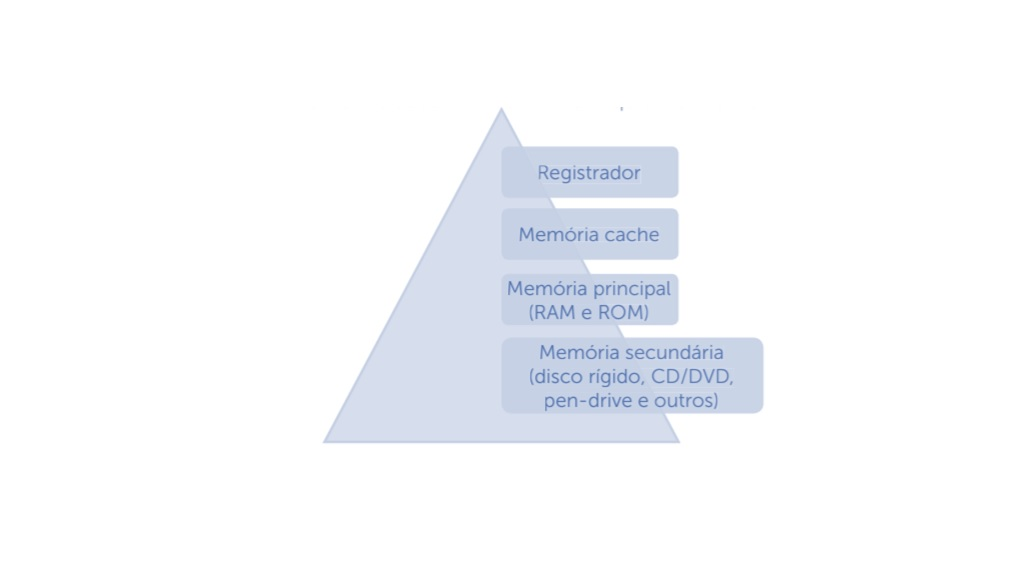 Registrador
Memória cache
Memória principal
(RAM e ROM)
Memória secundária
(disco rígido, CD/DVD,
pen-drive e outros)